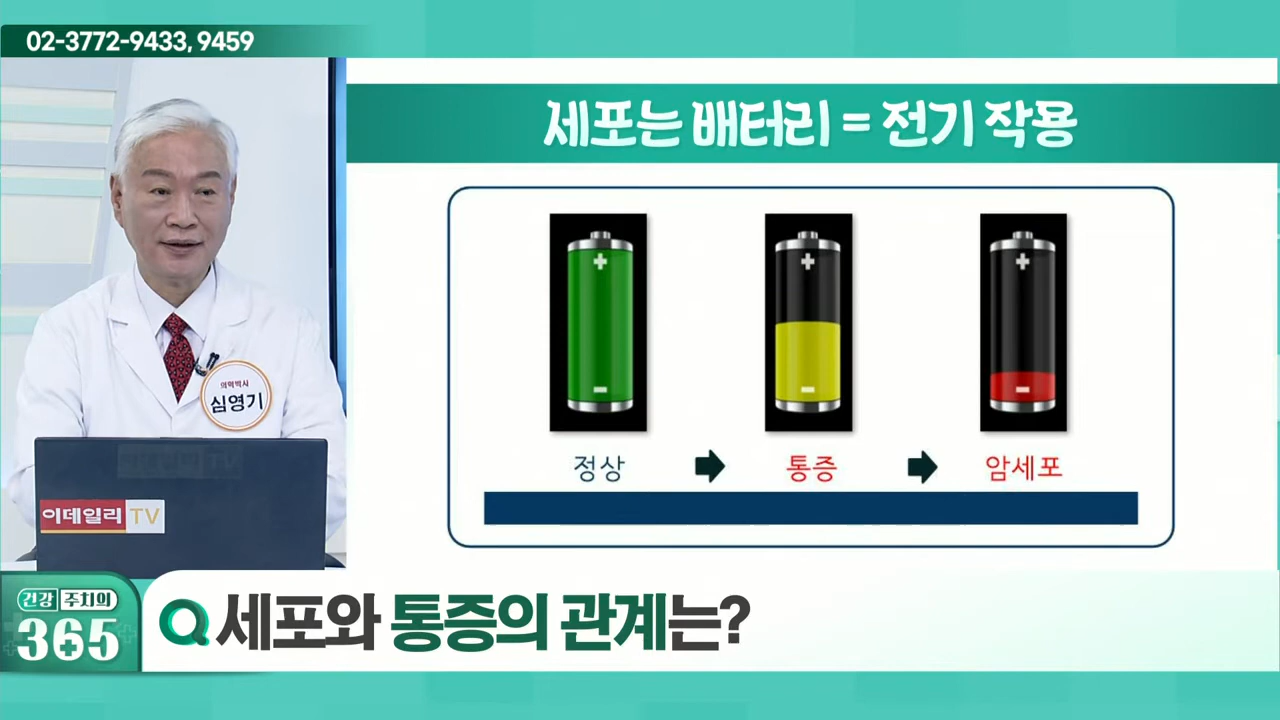 02-3772-9433, 9459
세포는 배터리 = 전기 작용
의학박사
심영기
정상
통증
암세포
이데일리 TV
건강 주치의
365
Q 세포와 통증의 관계는?